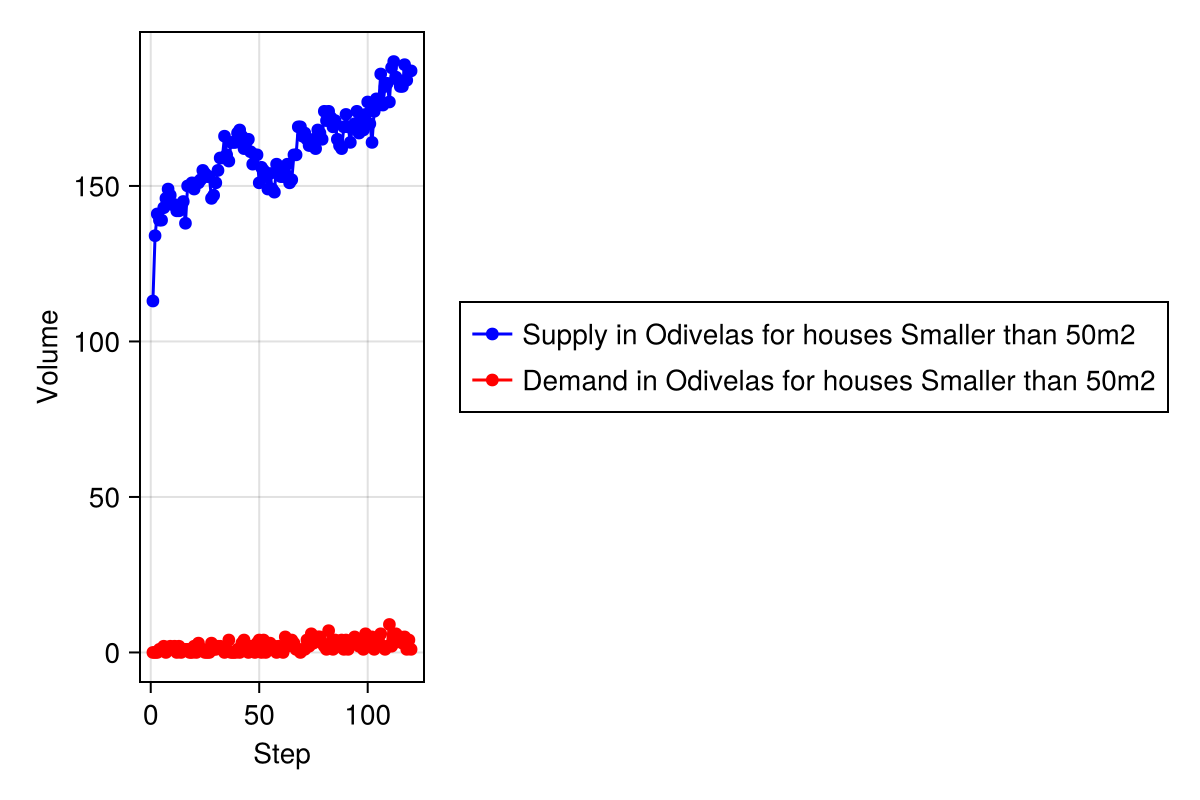 Volume
150
100
50
0
0 50 100
Step
Supply in Odivelas for houses Smaller than 50m2
Demand in Odivelas for houses Smaller than 50m2